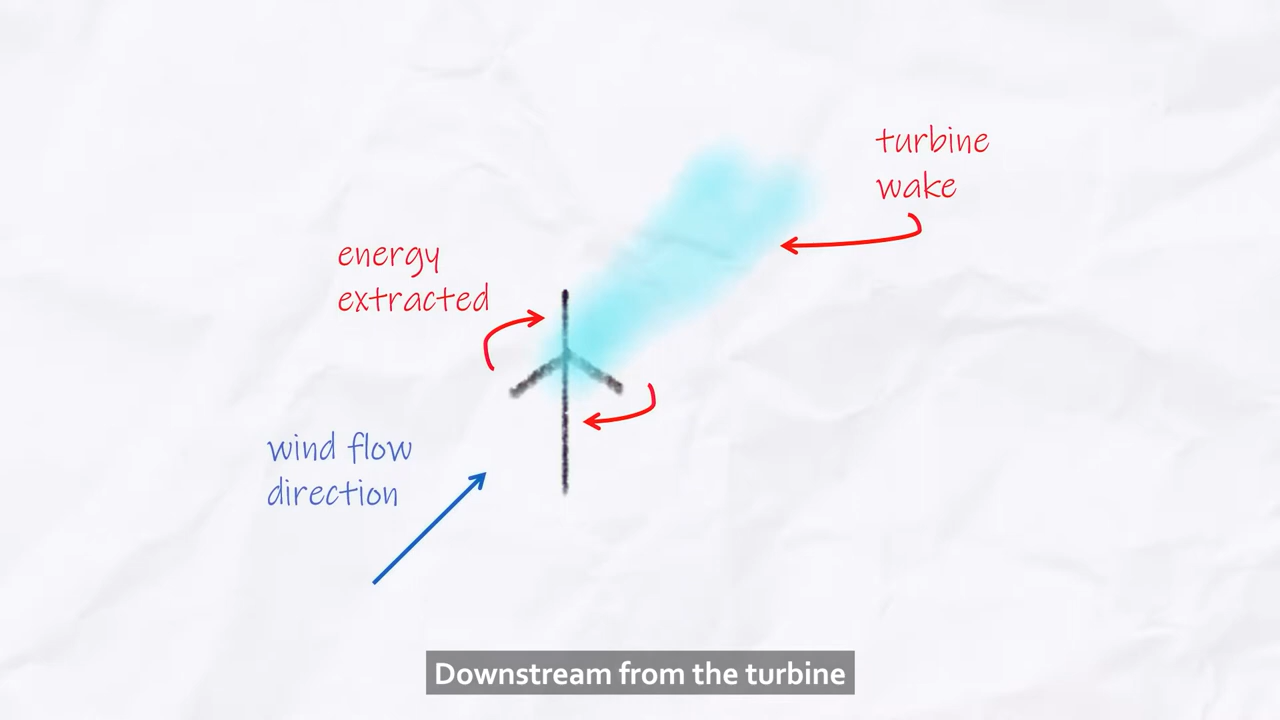 turbine
wake
energy
extracted
wind flow
direction
Downstream from the turbine